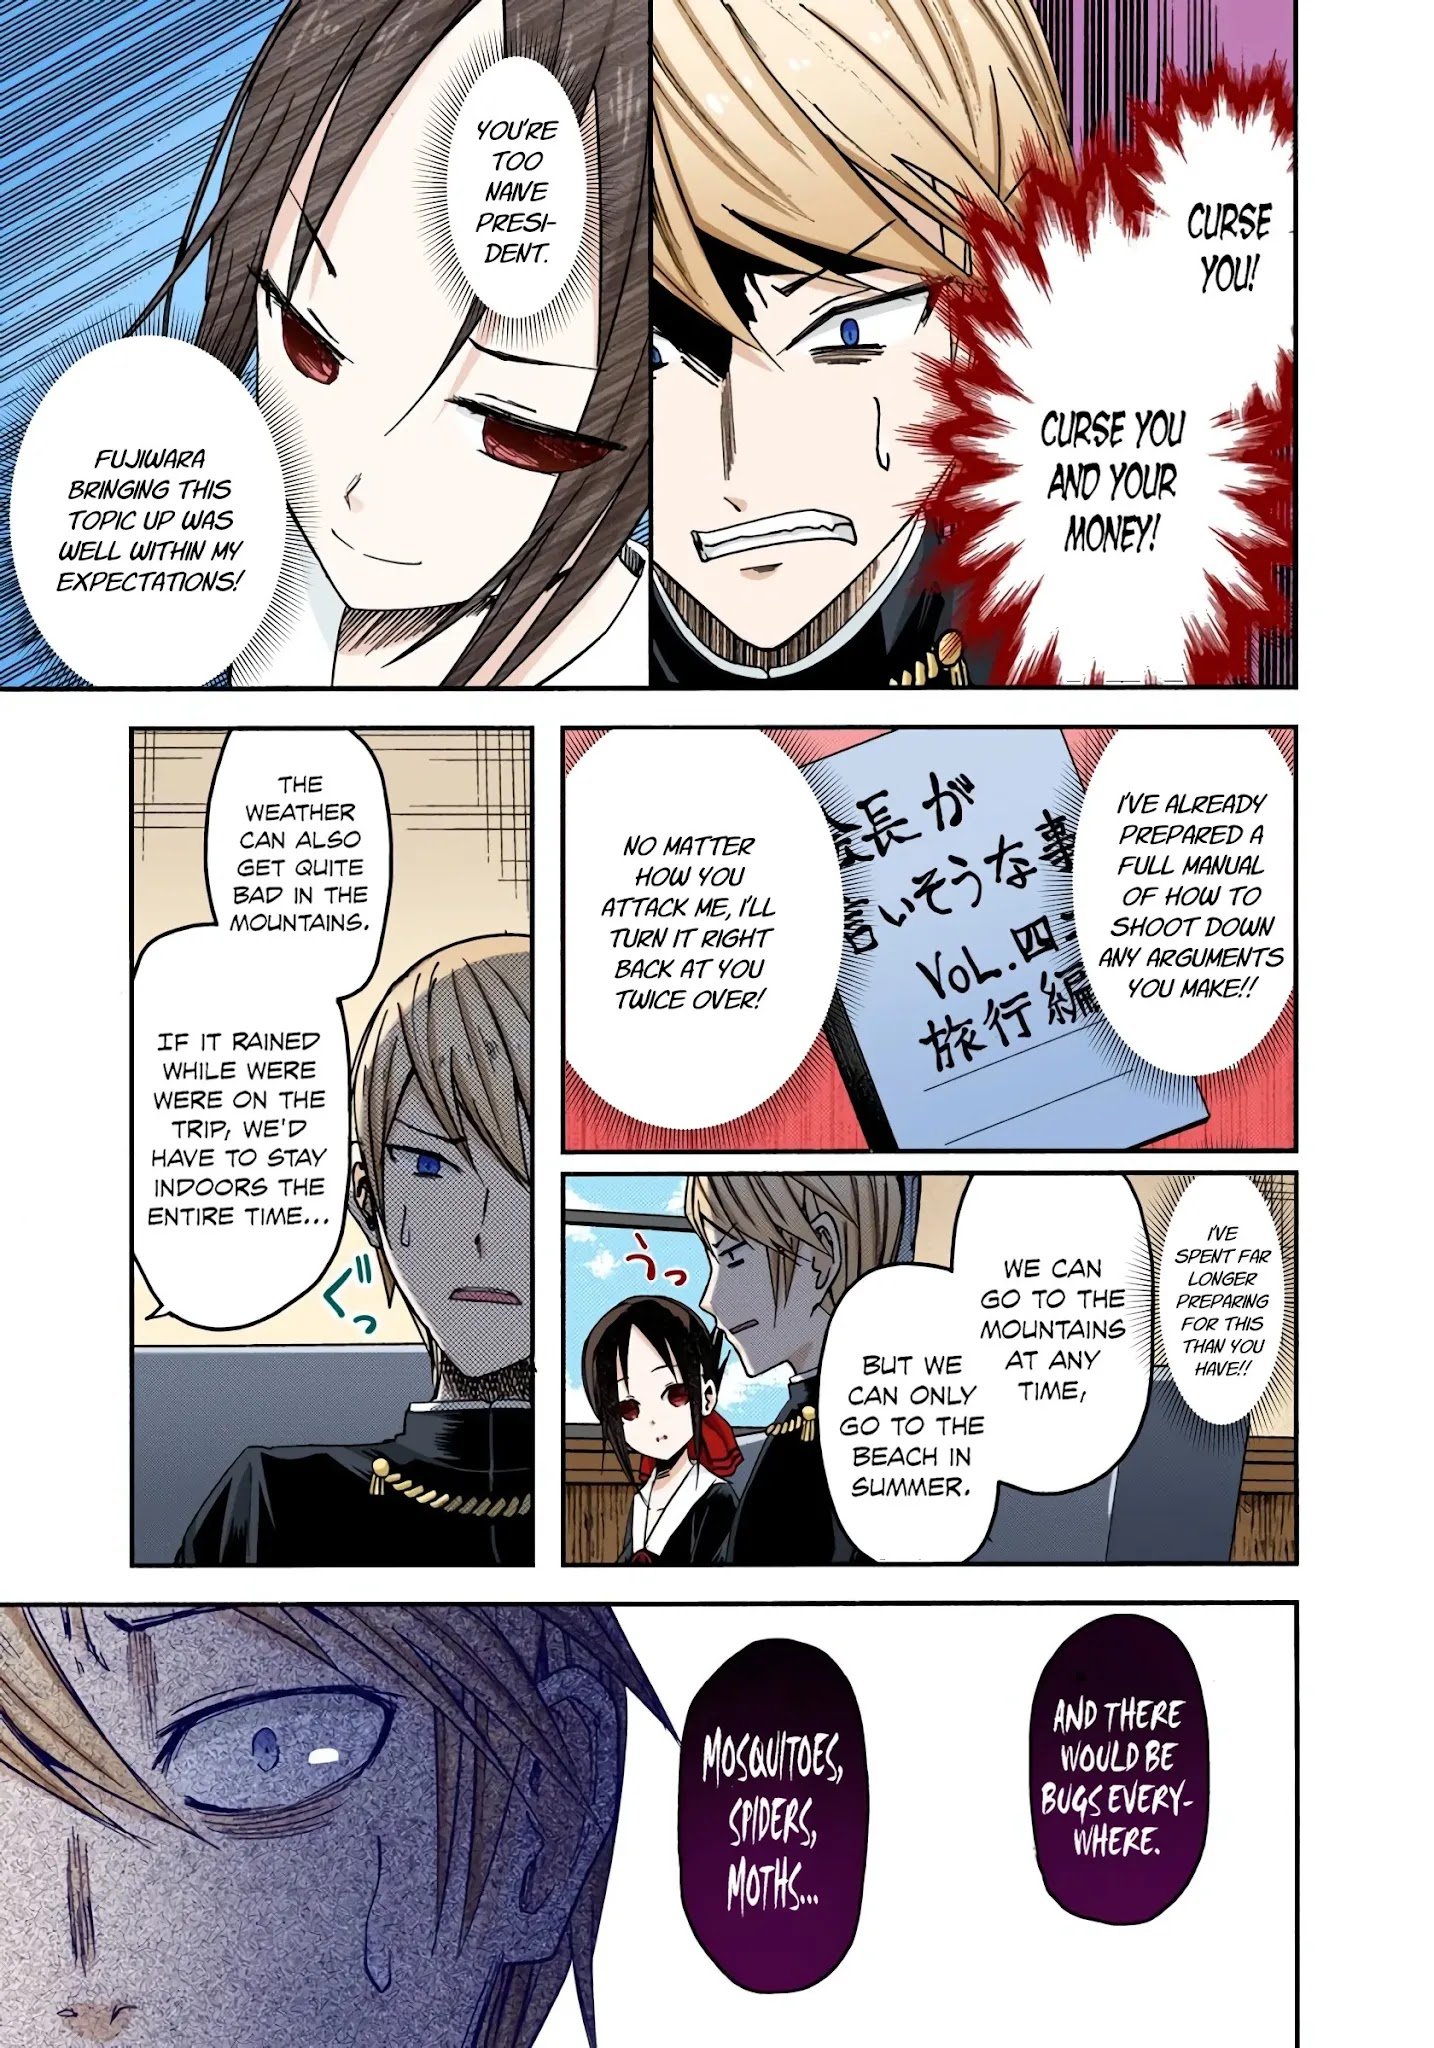 CURSE
YOU!
CURSE YOU
AND YOUR
MONEY!
YOU'RE
TOO
NAIVE
PRESI-
DENT.
FUJIWARA
BRINGING THIS
TOPIC UP WAS
WELL WITHIN MY
EXPECTATIONS!
I'VE ALREADY
PREPARED A
FULL MANUAL
OF HOW TO
SHOOT DOWN
ANY ARGUMENTS
YOU MAKE!!
長が
言いそうな事
VOL.四
旅行編
NO MATTER
HOW YOU
ATTACK ME, I'LL
TURN IT RIGHT
BACK AT YOU
TWICE OVER!
I'VE
SPENT FAR
LONGER
PREPARING
FOR THIS
THAN YOU
HAVE!!
WE CAN
GO TO THE
MOUNTAINS
AT ANY
TIME,
BUT WE
CAN ONLY
GO TO THE
BEACH IN
SUMMER.
うっ
THE
WEATHER
CAN ALSO
GET QUITE
BAD IN THE
MOUNTAINS.
IF IT RAINED
WHILE WERE
WERE ON THE
TRIP, WE'D
HAVE TO STAY
INDOORS THE
ENTIRE TIME...
ぐっ
AND THERE
WOULD BE
BUGS EVERY-
WHERE.
MOSQUITOES,
SPIDERS,
MOTHS...